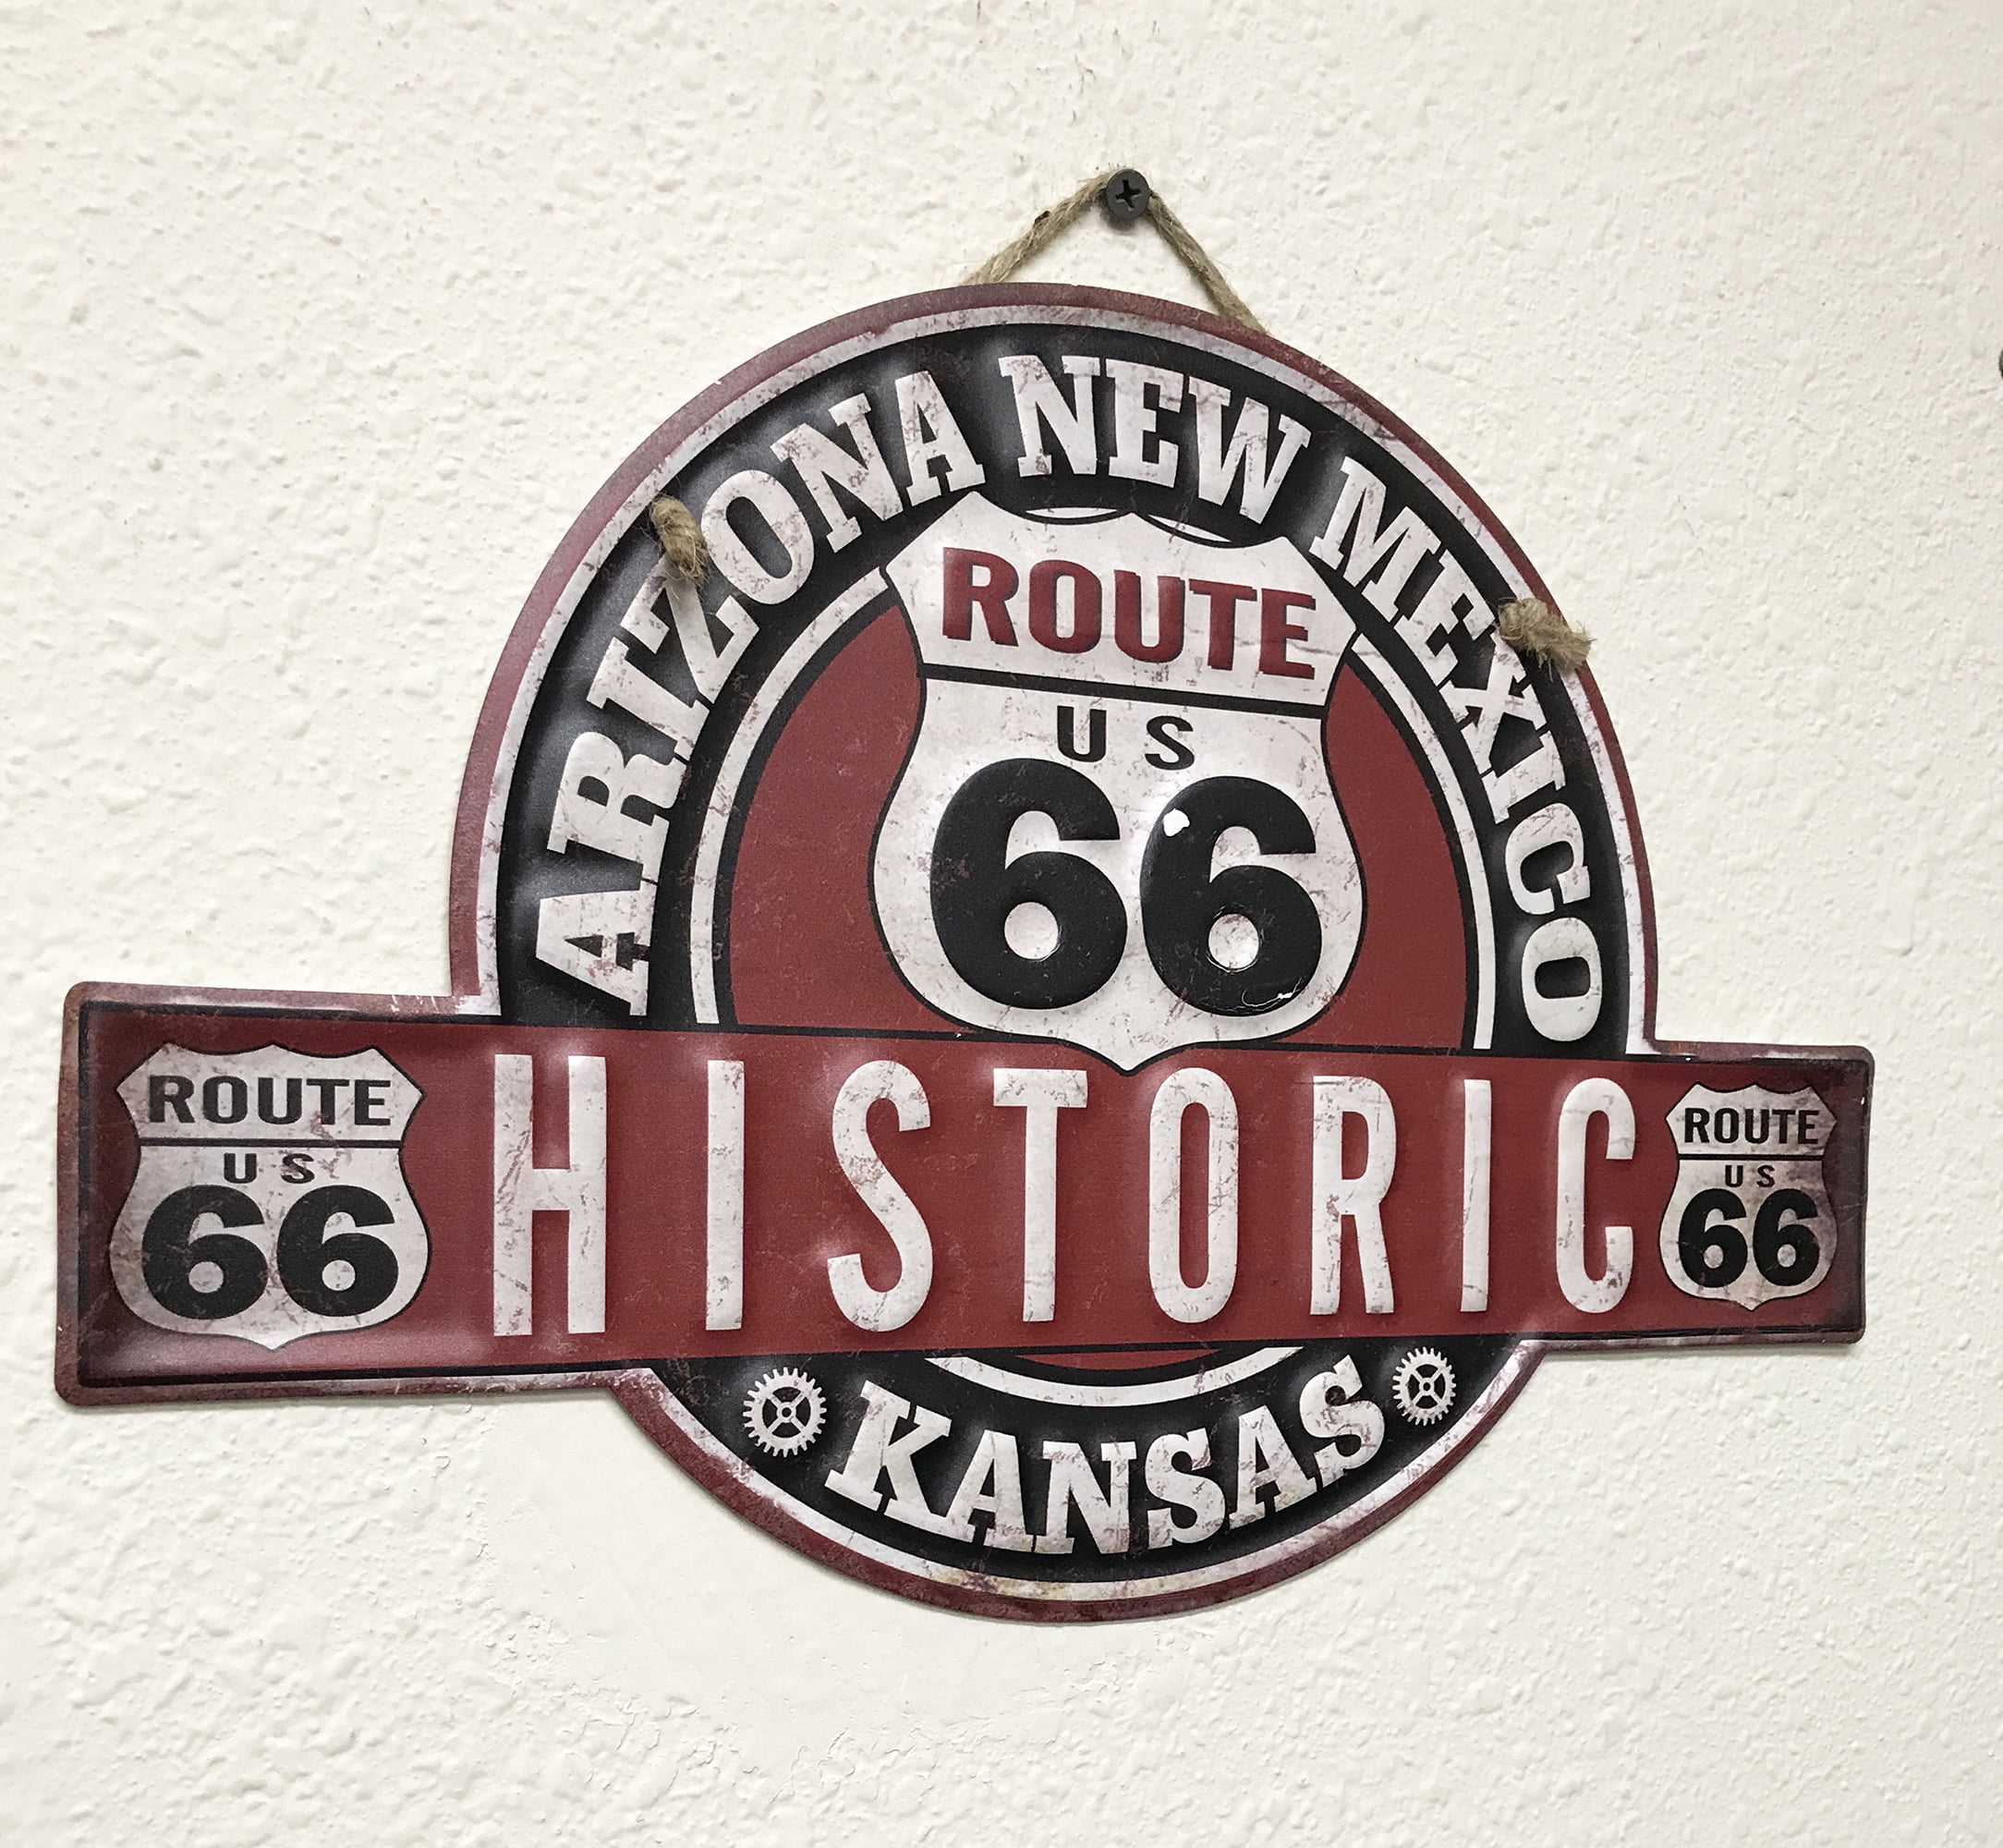 ARIZONA NEW MEXICO
ROUTE
US
66
ROUTE
US
66
HISTORIC
ROUTE
US
66
KANSAS